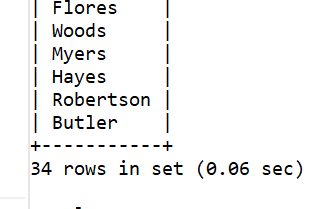 | Flores    |
| Woods     |
| Myers     |
| Hayes     |
| Robertson |
| Butler    |
+-----------+
34 rows in set (0.06 sec)